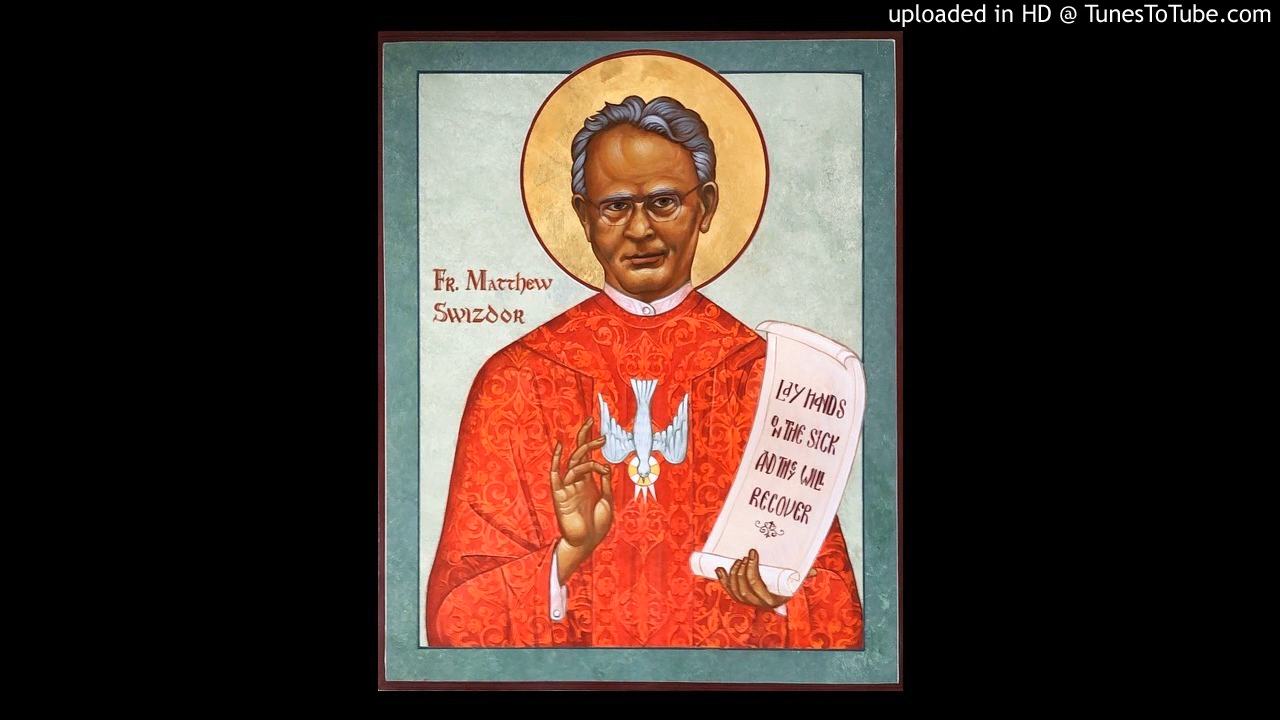 uploaded in HD @ TunesToTube.com
Fr. Matthew
Swizdor
LAY HANDS
ON THE SICK
AND THEY WILL
RECOVER